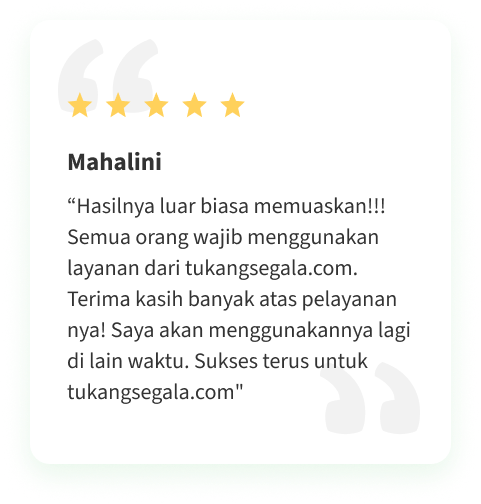 Mahalini
“Hasilnya luar biasa memuaskan!!!
Semua orang wajib menggunakan
layanan dari tukangsegala.com.
Terima kasih banyak atas pelayanan
nya! Saya akan menggunakannya lagi
di lain waktu. Sukses terus untuk
tukangsegala.com"